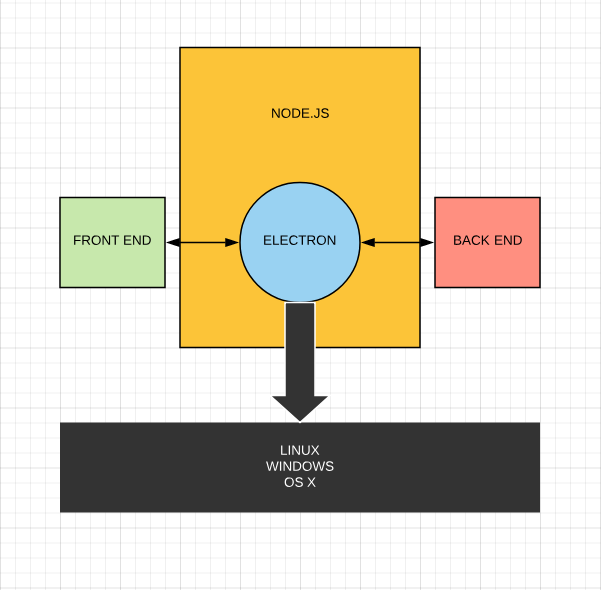 NODE.JS
FRONT END
ELECTRON
BACK END
LINUX
WINDOWS
OS X